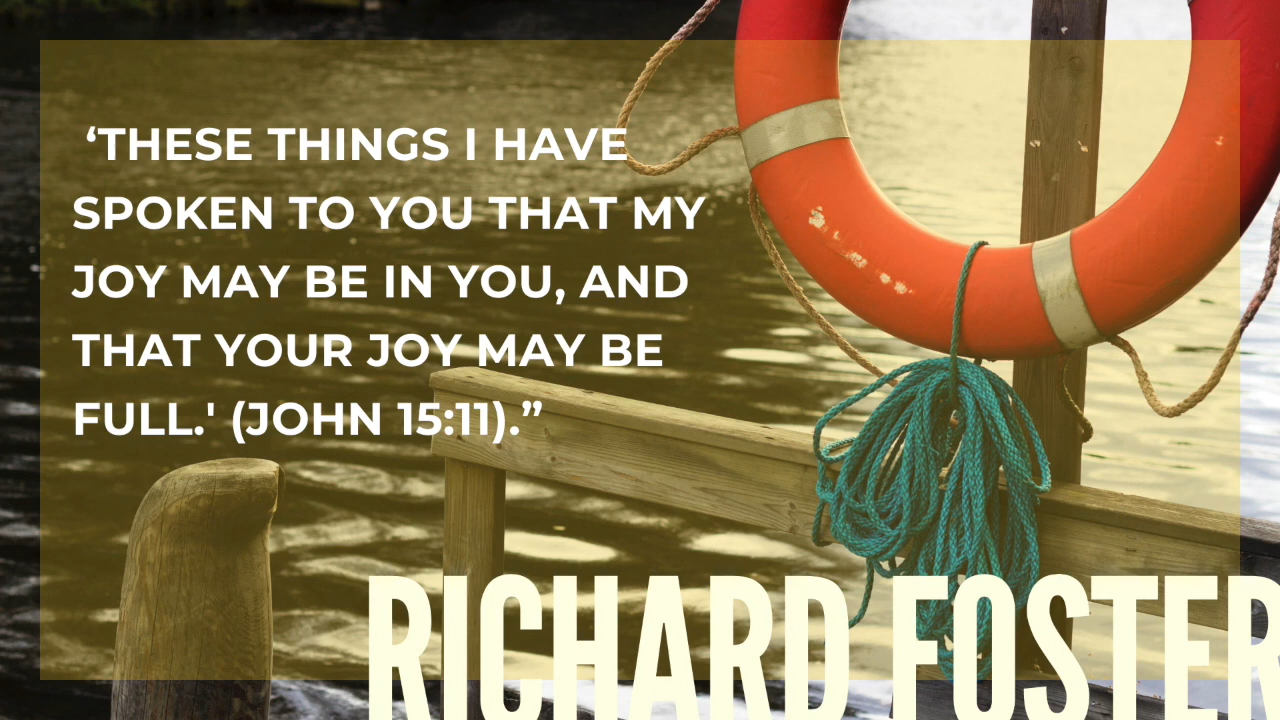 ‘THESE THINGS I HAVE
SPOKEN TO YOU THAT MY
JOY MAY BE IN YOU, AND
THAT YOUR JOY MAY BE
FULL.' (JOHN 15:11).”
RICHARD FOSTER